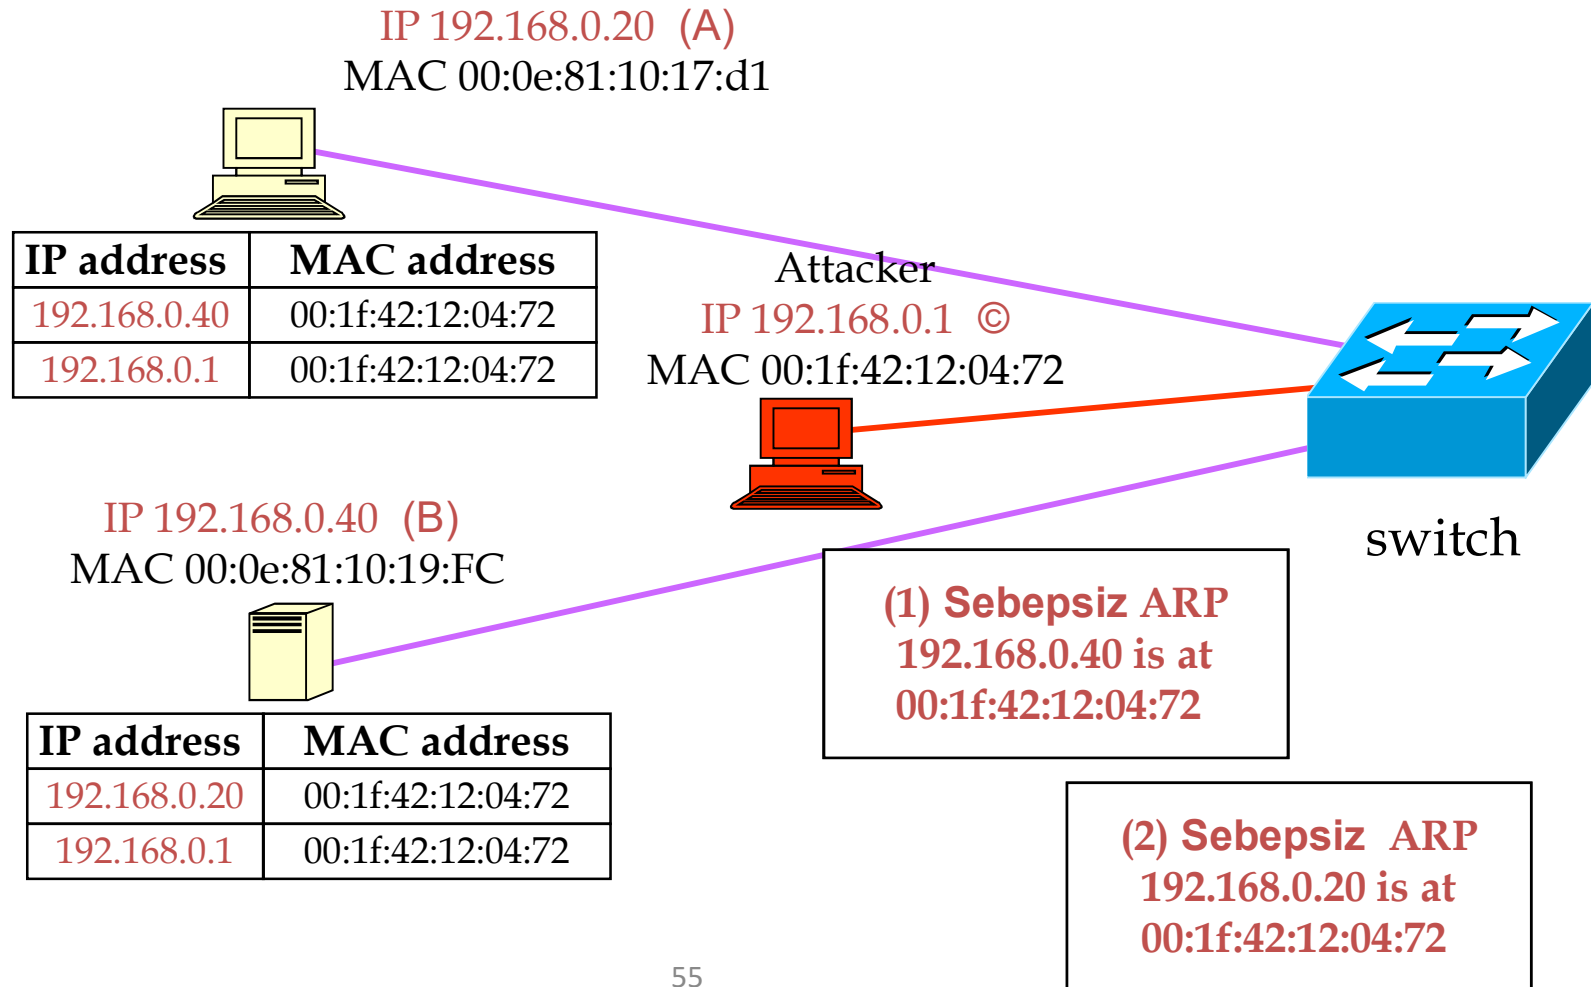 IP 192.168.0.20 (A)
MAC 00:0e:81:10:17:d1
IP address MAC address
192.168.0.40 00:1f:42:12:04:72
192.168.0.1 00:1f:42:12:04:72
Attacker
IP 192.168.0.1 ©
MAC 00:1f:42:12:04:72
switch
IP 192.168.0.40 (B)
MAC 00:0e:81:10:19:FC
IP address MAC address
192.168.0.20 00:1f:42:12:04:72
192.168.0.1 00:1f:42:12:04:72
(1) Sebepsiz ARP
192.168.0.40 is at
00:1f:42:12:04:72
(2) Sebepsiz ARP
192.168.0.20 is at
00:1f:42:12:04:72
55